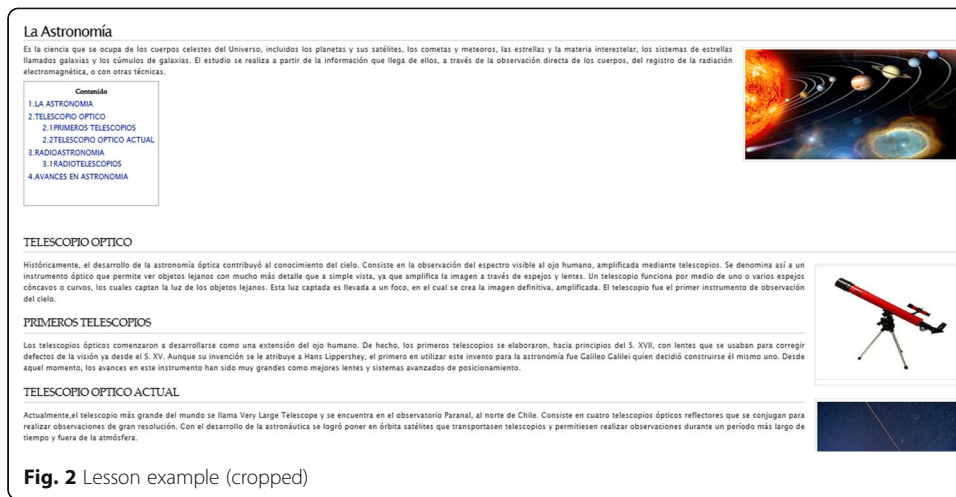 La Astronomía
Es la ciencia que se ocupa de los cuerpos celestes del Universo, incluidos los planetas y sus satélites, los cometas y meteoros, las estrellas y la materia interestelar, los sistemas de estrellas
llamados galaxias y los cúmulos de galaxias. El estudio se realiza a partir de la información que llega de ellos, a través de la observación directa de los cuerpos, del registro de la radiación
electromagnética, o con otras técnicas.
Contenido
1.LA ASTRONOMIA
2.TELESCOPIO OPTICO
2.1PRIMEROS TELESCOPIOS
2.2TELESCOPIO OPTICO ACTUAL
3.RADIOASTRONOMIA
3.1RADIOTELESCOPIOS
4.AVANCES EN ASTRONOMIA
TELESCOPIO OPTICO
Históricamente, el desarrollo de la astronomía óptica contribuyó al conocimiento del cielo. Consiste en la observación del espectro visible al ojo humano, amplificada mediante telescopios. Se denomina así a un
instrumento óptico que permite ver objetos lejanos con mucho más detalle que a simple vista, ya que amplifica la imagen a través de espejos y lentes. Un telescopio funciona por medio de uno o varios espejos
cóncavos o curvos, los cuales captan la luz de los objetos lejanos. Esta luz captada es llevada a un foco, en el cual se crea la imagen definitiva, amplificada. El telescopio fue el primer instrumento de observación
del cielo.
PRIMEROS TELESCOPIOS
Los telescopios ópticos comenzaron a desarrollarse como una extensión del ojo humano. De hecho, los primeros telescopios se elaboraron, hacia principios del S. XVII, con lentes que se usaban para corregir
defectos de la visión ya desde el S. XV. Aunque su invención se le atribuye a Hans Lippershey, el primero en utilizar este invento para la astronomía fue Galileo Galilei quien decidió construirse él mismo uno. Desde
aquel momento, los avances en este instrumento han sido muy grandes como mejores lentes y sistemas avanzados de posicionamiento.
TELESCOPIO OPTICO ACTUAL
Actualmente,el telescopio más grande del mundo se llama Very Large Telescope y se encuentra en el observatorio Paranal, al norte de Chile. Consiste en cuatro telescopios ópticos reflectores que se conjugan para
realizar observaciones de gran resolución. Con el desarrollo de la astronáutica se logró poner en órbita satélites que transportasen telescopios y permitiesen realizar observaciones durante un período más largo de
tiempo y fuera de la atmósfera.
Fig. 2 Lesson example (cropped)